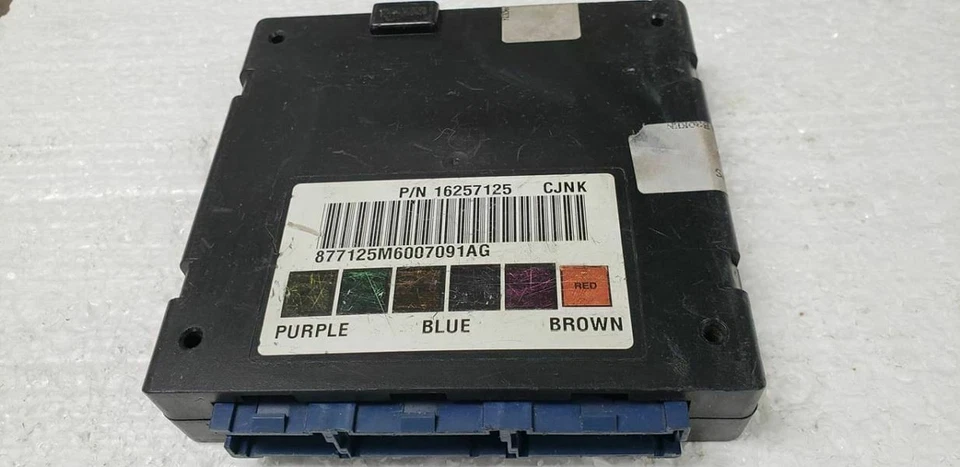 P/N 16257125 CJNK
877125M6007091AG
RED
PURPLE BLUE BROWN